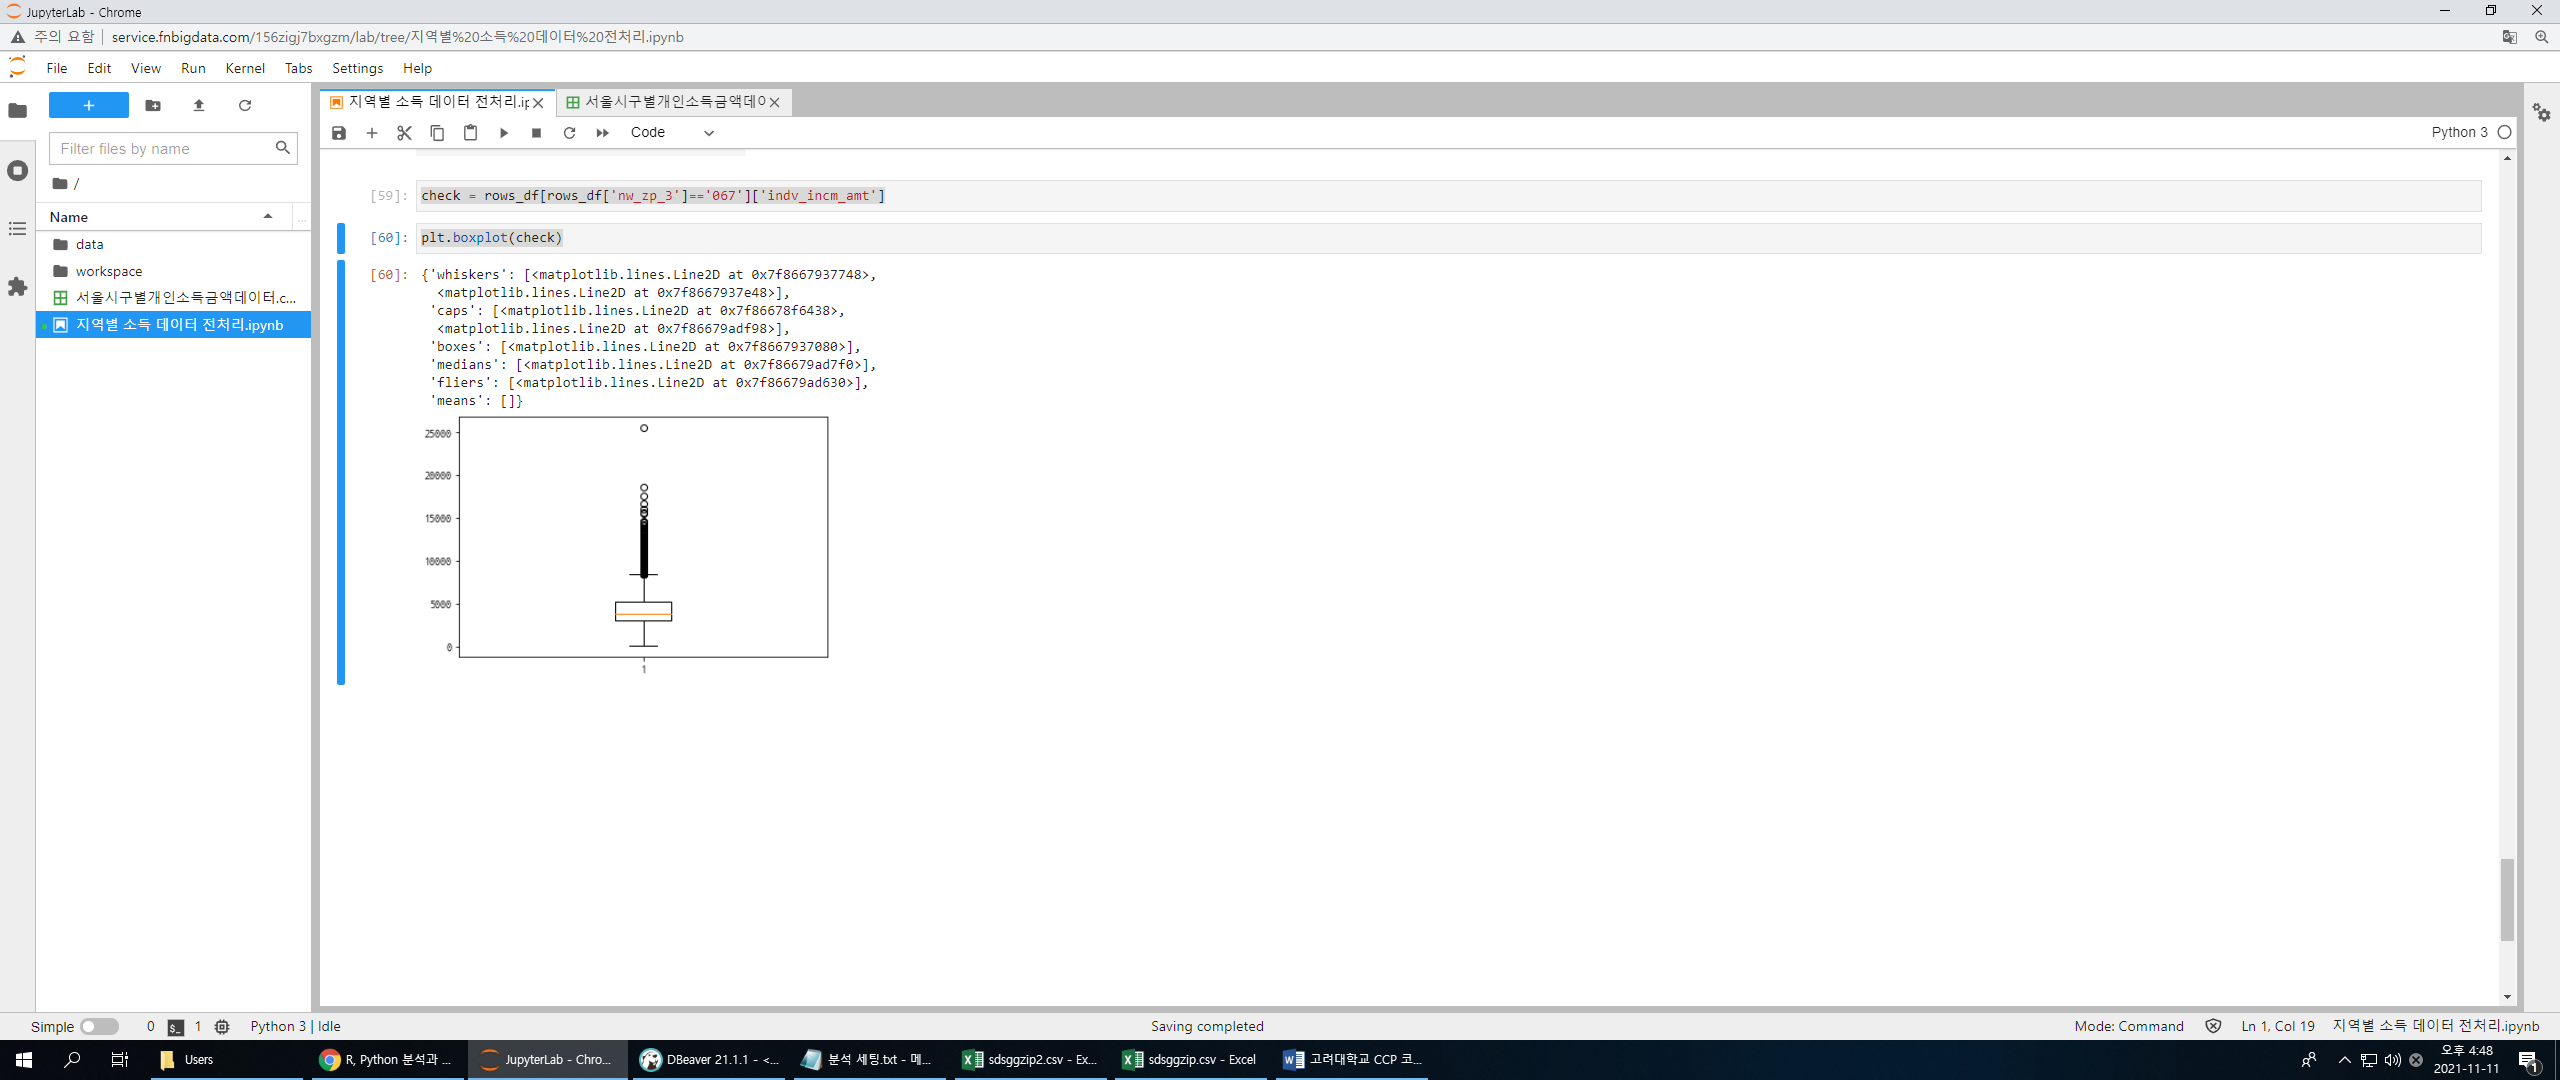 JupyterLab - Chrome
주의 요함 | service.fnbigdata.com/156zigj7bxgzm/lab/tree/지역별%20소득%20데이터%20전처리.ipynb
File Edit View Run Kernel Tabs Settings Help
지역별 소득 데이터 전처리.ip
서울시구별개인소득금액데이
Code
Python 3
Filter files by name
/
Name
data
workspace
서울시구별개인소득금액데이터.c...
지역별 소득 데이터 전처리.ipynb
[59]: check = rows_df[rows_df['nw_zp_3']=='067']['indv_incm_amt']
[60]: plt.boxplot(check)
[60]: {'whiskers': [<matplotlib.lines.Line2D at 0x7f8667937748>,
<matplotlib.lines.Line2D at 0x7f8667937e48>],
'caps': [<matplotlib.lines.Line2D at 0x7f86678f6438>,
<matplotlib.lines.Line2D at 0x7f86679adf98>],
'boxes': [<matplotlib.lines.Line2D at 0x7f8667937080>],
'medians': [<matplotlib.lines.Line2D at 0x7f86679ad7f0>],
'fliers': [<matplotlib.lines.Line2D at 0x7f86679ad630>],
'means': []}
25000
20000
15000
10000
5000
0
1
Simple 0 $_ 1 Python 3 | Idle
Saving completed
Mode: Command Ln 1, Col 19 지역별 소득 데이터 전처리.ipynb
Users
R, Python 분석과 ...
JupyterLab - Chro...
DBeaver 21.1.1 - <...
분석 세팅.txt - 메...
sdsggzip2.csv - Ex...
sdsggzip.csv - Excel
고려대학교 CCP 코...
오후 4:48
2021-11-11
1